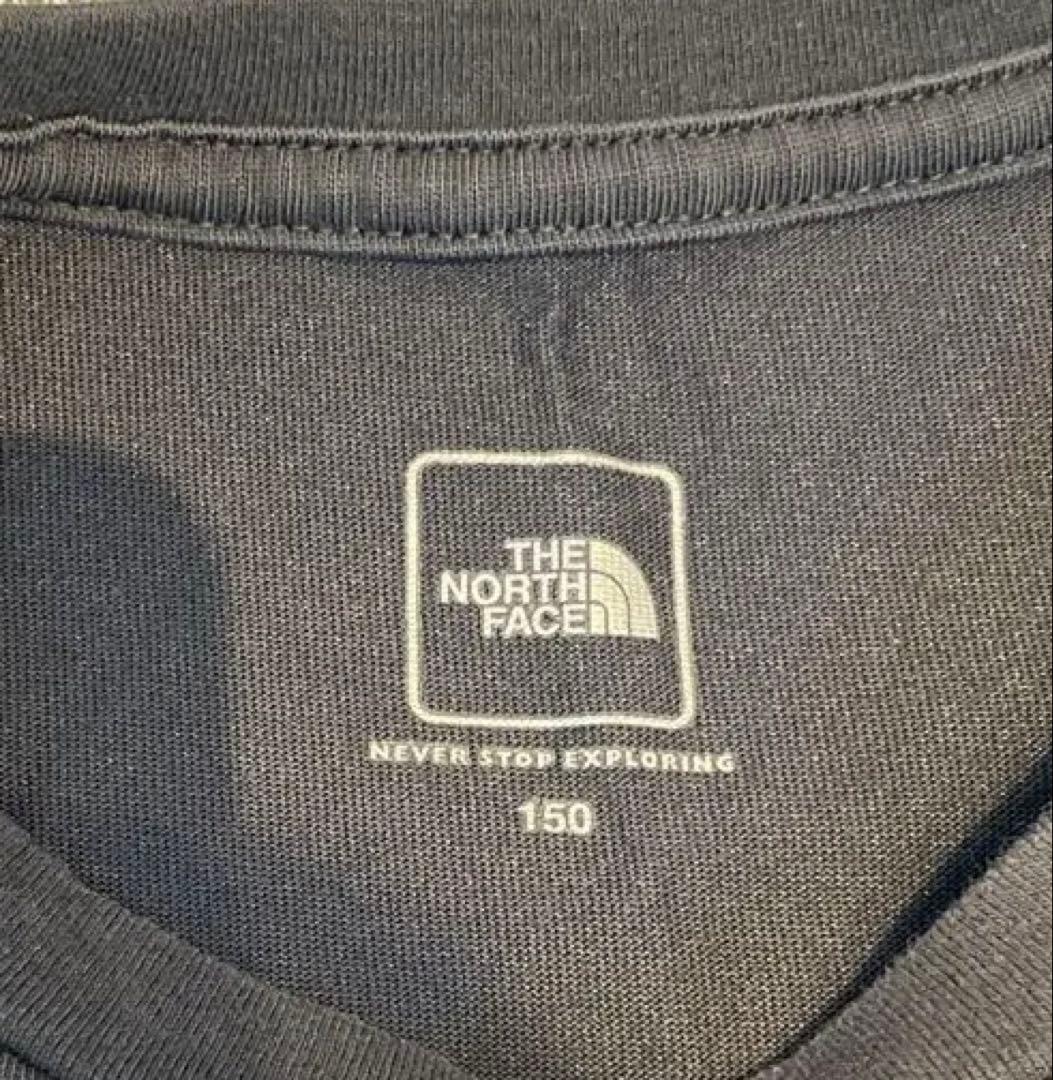 THE
NORTH
FACE
NEVER STOP EXPLORING
150